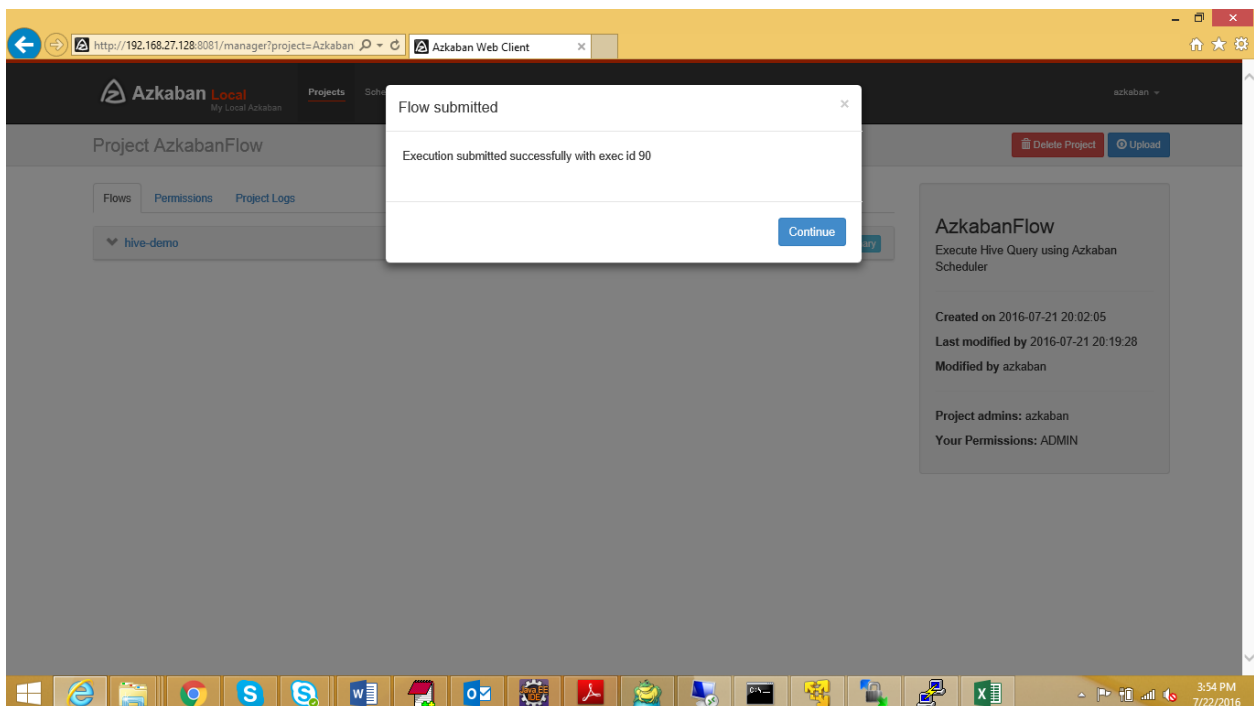 http://192.168.27.128:8081/manager?project=Azkaban
Azkaban Web Client
Azkaban Local
My Local Azkaban
Projects
Sche
azkaban
Flow submitted
×
Execution submitted successfully with exec id 90
Continue
Project AzkabanFlow
Delete Project
Upload
Flows
Permissions
Project Logs
hive-demo
ary
AzkabanFlow
Execute Hive Query using Azkaban
Scheduler
Created on 2016-07-21 20:02:05
Last modified by 2016-07-21 20:19:28
Modified by azkaban
Project admins: azkaban
Your Permissions: ADMIN
3:54 PM
7/22/2016